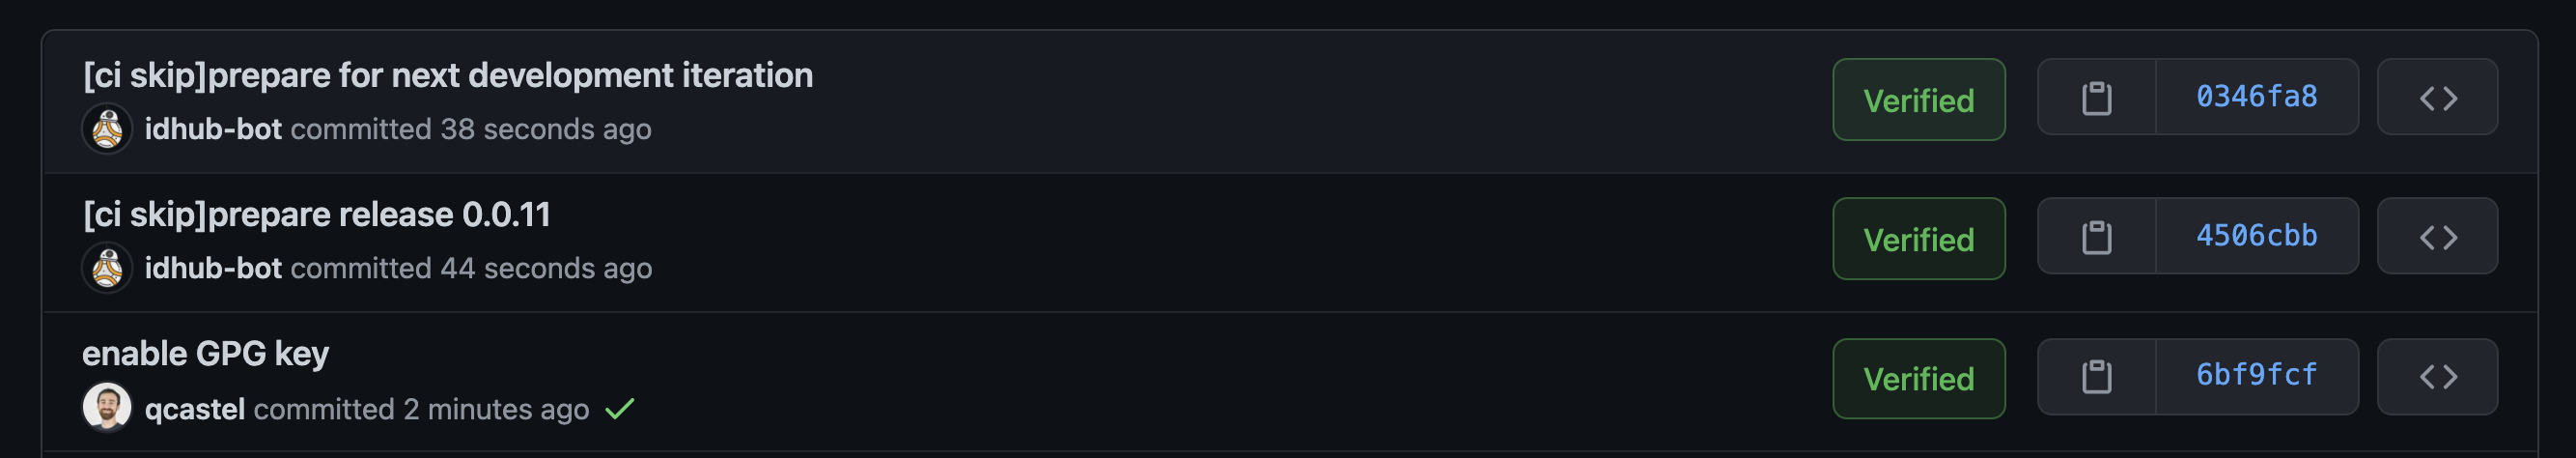 [ci skip]prepare for next development iteration
idhub-bot committed 38 seconds ago
Verified
0346fa8
[ci skip]prepare release 0.0.11
idhub-bot committed 44 seconds ago
Verified
4506cbb
enable GPG key
qcastel committed 2 minutes ago
Verified
6bf9fcf